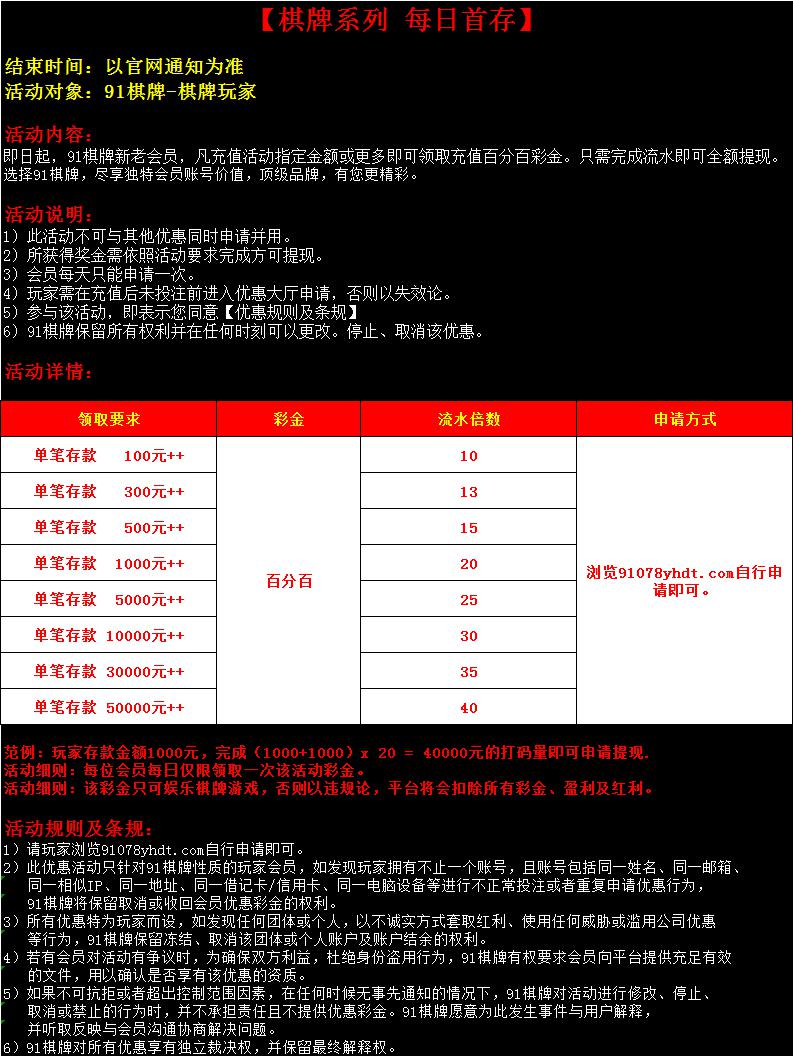 【棋牌系列 每日首存】
结束时间：以官网通知为准
活动对象：91棋牌-棋牌玩家
活动内容：
即日起，91棋牌新老会员，凡充值活动指定金额或更多即可领取充值百分百彩金。只需完成流水即可全额提现。
选择91棋牌，尽享独特会员账号价值，顶级品牌，有您更精彩。
活动说明：
1）此活动不可与其他优惠同时申请并用。
2）所获得奖金需依照活动要求完成方可提现。
3）会员每天只能申请一次。
4）玩家需在充值后未投注前进入优惠大厅申请，否则以失效论。
5）参与该活动，即表示您同意【优惠规则及条规】
6）91棋牌保留所有权利并在任何时刻可以更改。停止、取消该优惠。
活动详情：
领取要求 彩金 流水倍数 申请方式
单笔存款 100元++ 10
单笔存款 300元++ 13
单笔存款 500元++ 15
单笔存款 1000元++ 20
百分百
浏览91078yhdt.com自行申
请即可。
单笔存款 5000元++ 25
单笔存款 10000元++ 30
单笔存款 30000元++ 35
单笔存款 50000元++ 40
范例：玩家存款金额1000元，完成（1000+1000）x 20 = 40000元的打码量即可申请提现.
活动细则：每位会员每日仅限领取一次该活动彩金。
活动细则：该彩金只可娱乐棋牌游戏，否则以违规论，平台将会扣除所有彩金、盈利及红利。
活动规则及条规：
1）请玩家浏览91078yhdt.com自行申请即可。
2）此优惠活动只针对91棋牌性质的玩家会员，如发现玩家拥有不止一个账号，且账号包括同一姓名、同一邮箱、
同一相似IP、同一地址、同一借记卡/信用卡、同一电脑设备等进行不正常投注或者重复申请优惠行为，
91棋牌将保留取消或收回会员优惠彩金的权利。
3）所有优惠特为玩家而设，如发现任何团体或个人，以不诚实方式套取红利、使用任何威胁或滥用公司优惠
等行为，91棋牌保留冻结、取消该团体或个人账户及账户结余的权利。
4）若有会员对活动有争议时，为确保双方利益，杜绝身份盗用行为，91棋牌有权要求会员向平台提供充足有效
的文件，用以确认是否享有该优惠的资质。
5）如果不可抗拒或者超出控制范围因素，在任何时候无事先通知的情况下，91棋牌对活动进行修改、停止、
取消或禁止的行为时，并不承担责任且不提供优惠彩金。91棋牌愿意为此发生事件与用户解释，
并听取反映与会员沟通协商解决问题。
6）91棋牌对所有优惠享有独立裁决权，并保留最终解释权。